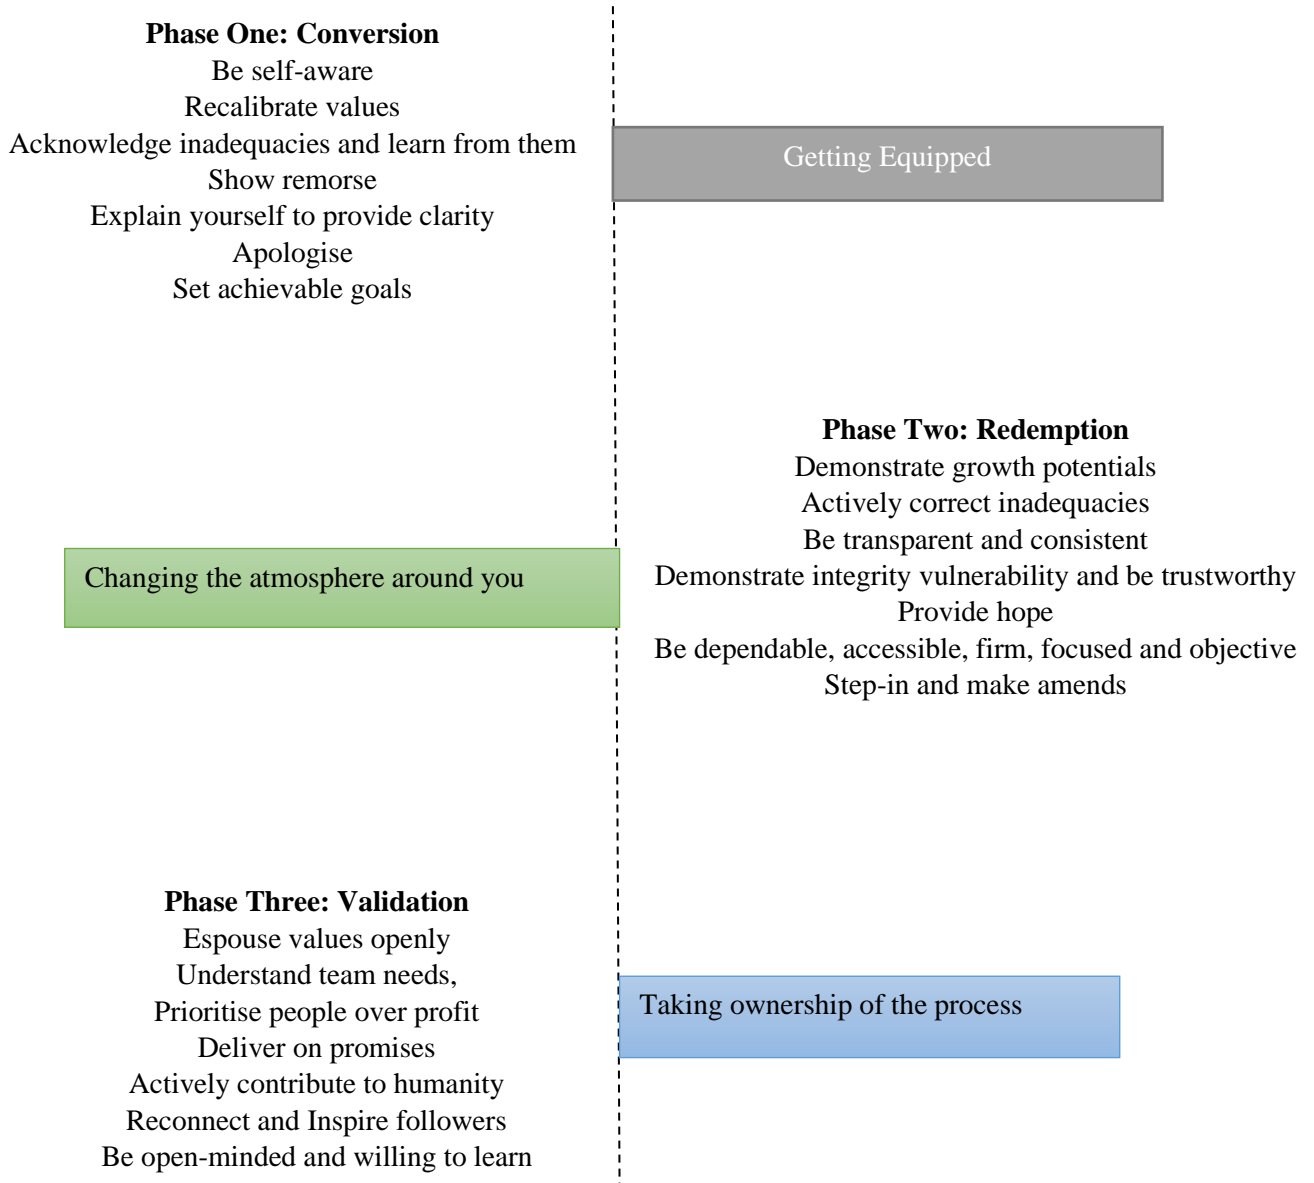 Phase One: Conversion
Be self-aware
Recalibrate values
Acknowledge inadequacies and learn from them
Show remorse
Explain yourself to provide clarity
Apologise
Set achievable goals
Getting Equipped
Phase Two: Redemption
Demonstrate growth potentials
Actively correct inadequacies
Be transparent and consistent
Demonstrate integrity vulnerability and be trustworthy
Provide hope
Be dependable, accessible, firm, focused and objective
Step-in and make amends
Changing the atmosphere around you
Phase Three: Validation
Espouse values openly
Understand team needs,
Prioritise people over profit
Deliver on promises
Actively contribute to humanity
Reconnect and Inspire followers
Be open-minded and willing to learn
Taking ownership of the process